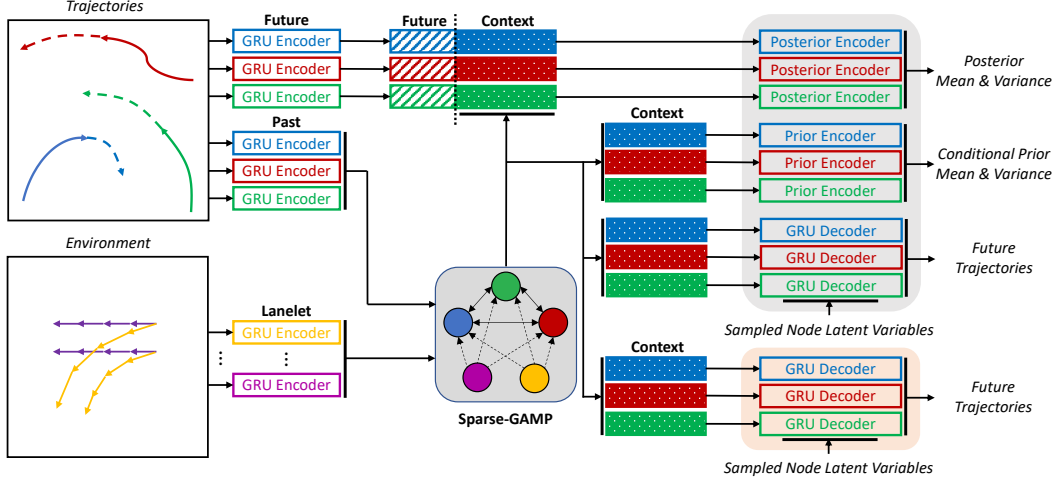 Trajectories
Future
GRU Encoder
GRU Encoder
GRU Encoder
Past
GRU Encoder
GRU Encoder
GRU Encoder
Future
Context
Posterior Encoder
Posterior Encoder
Posterior Encoder
Posterior
Mean & Variance
Context
Prior Encoder
Prior Encoder
Prior Encoder
Conditional Prior
Mean & Variance
GRU Decoder
GRU Decoder
GRU Decoder
Future
Trajectories
Sampled Node Latent Variables
Environment
Lanelet
GRU Encoder
GRU Encoder
Sparse-GAMP
Context
GRU Decoder
GRU Decoder
GRU Decoder
Future
Trajectories
Sampled Node Latent Variables